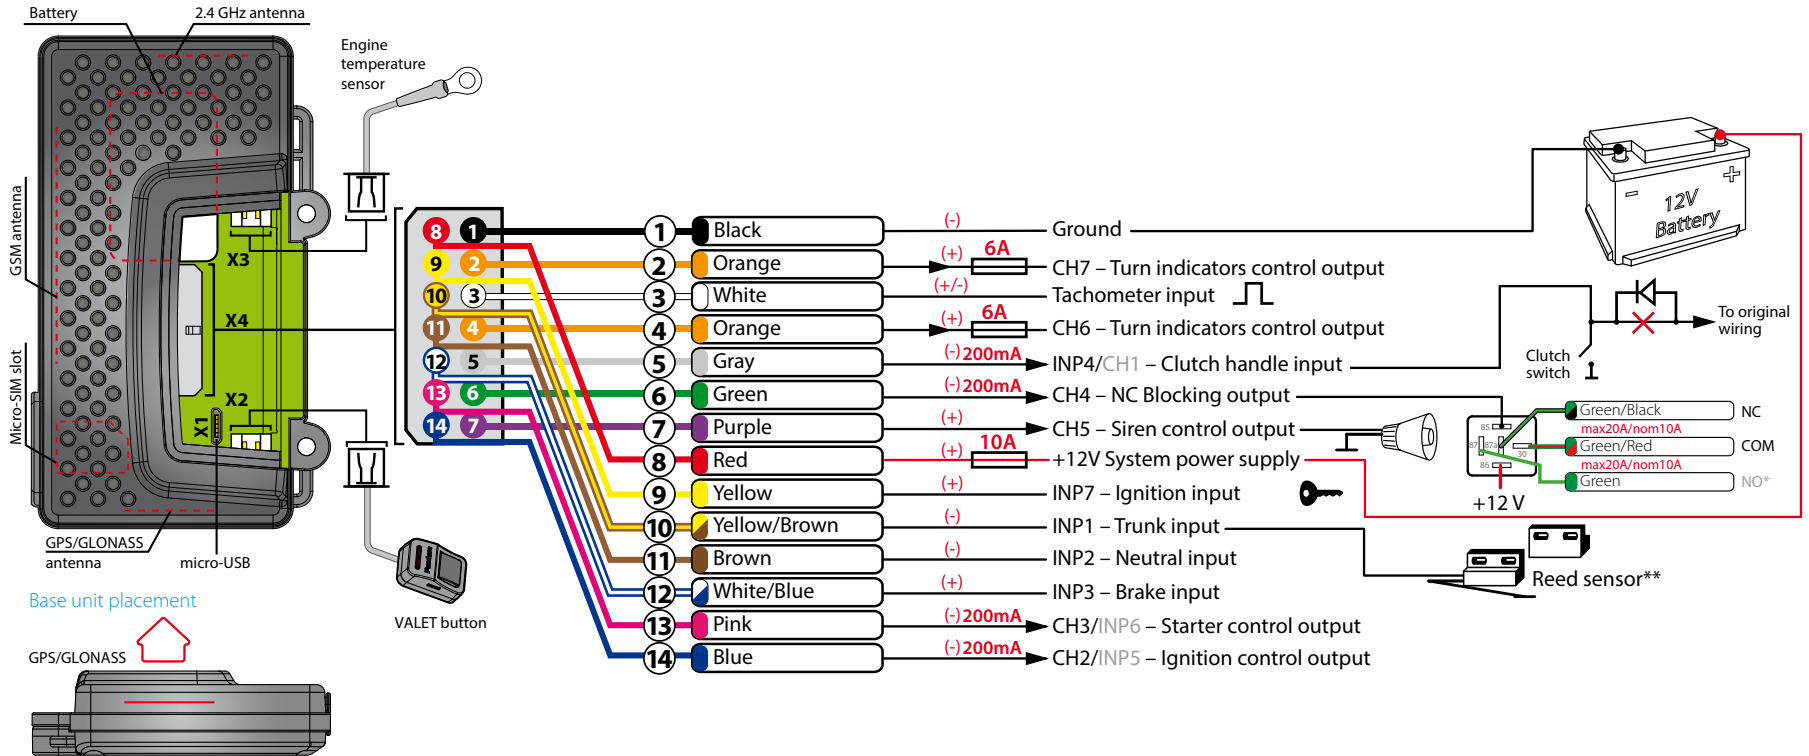 Battery
2.4 GHz antenna
Engine
temperature
sensor
GSM antenna
Micro-SIM slot
X3
X4
X2
X1
GPS/GLONASS
antenna
micro-USB
Base unit placement
GPS/GLONASS
VALET button
8 1
9 2
10 3
11 4
12 5
13 6
14 7
1 Black (-) Ground
2 Orange (+) 6A CH7 – Turn indicators control output
3 White (+/-) Tachometer input
4 Orange (+) 6A CH6 – Turn indicators control output
5 Gray (-) 200mA INP4/CH1 – Clutch handle input
6 Green (-) 200mA CH4 – NC Blocking output
7 Purple (+) CH5 – Siren control output
8 Red (+) 10A +12V System power supply
9 Yellow (+) INP7 – Ignition input
10 Yellow/Brown (-) INP1 – Trunk input
11 Brown (-) INP2 – Neutral input
12 White/Blue (+) INP3 – Brake input
13 Pink (-) 200mA CH3/INP6 – Starter control output
14 Blue (-) 200mA CH2/INP5 – Ignition control output
12V
Battery
− +
To original
wiring
Clutch
switch
85
87 87a 30
86
+12 V
Green/Black NC
max20A/nom10A
Green/Red COM
max20A/nom10A
Green NO*
Reed sensor**